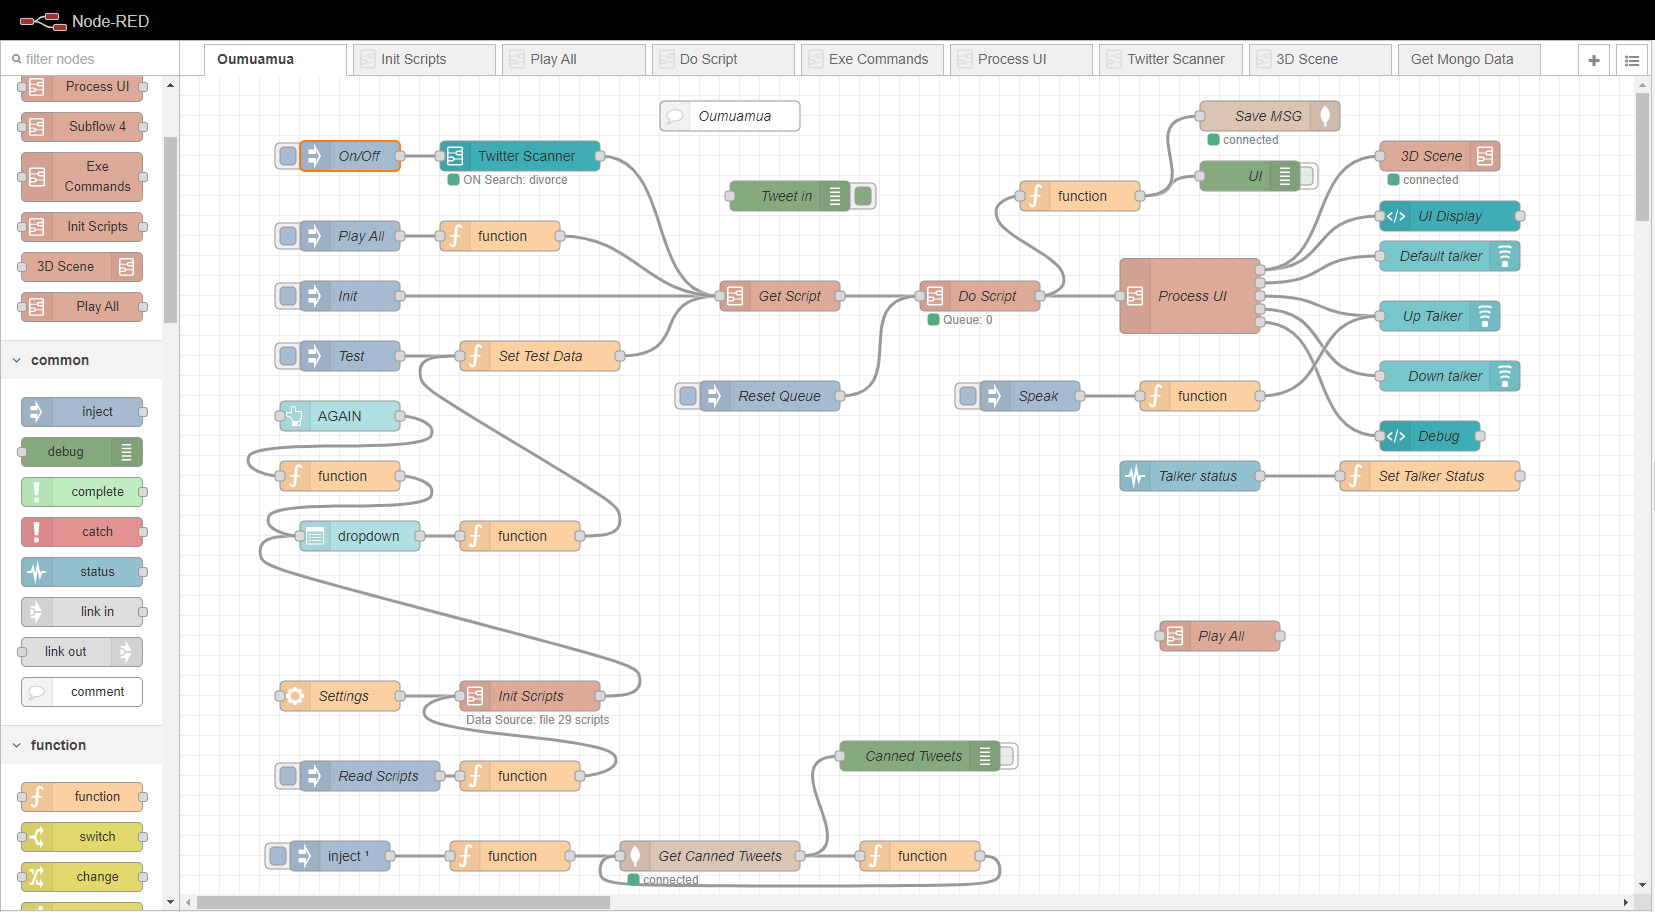 Node-RED
filter nodes
Oumuamua
Init Scripts
Play All
Do Script
Exe Commands
Process UI
Twitter Scanner
3D Scene
Get Mongo Data
Process UI
Subflow 4
Exe
Commands
Init Scripts
3D Scene
Play All
common
inject
debug
complete
catch
status
link in
link out
comment
function
function
switch
change
Oumuamua
Save MSG
connected
On/Off
Twitter Scanner
ON Search: divorce
3D Scene
connected
UI
Tweet in
function
UI Display
Play All
function
Default talker
Init
Get Script
Do Script
Queue: 0
Process UI
Up Talker
Test
Set Test Data
Down talker
Reset Queue
Speak
function
AGAIN
Debug
function
Talker status
Set Talker Status
dropdown
function
Play All
Settings
Init Scripts
Data Source: file 29 scripts
Canned Tweets
Read Scripts
function
inject ¹
function
Get Canned Tweets
connected
function